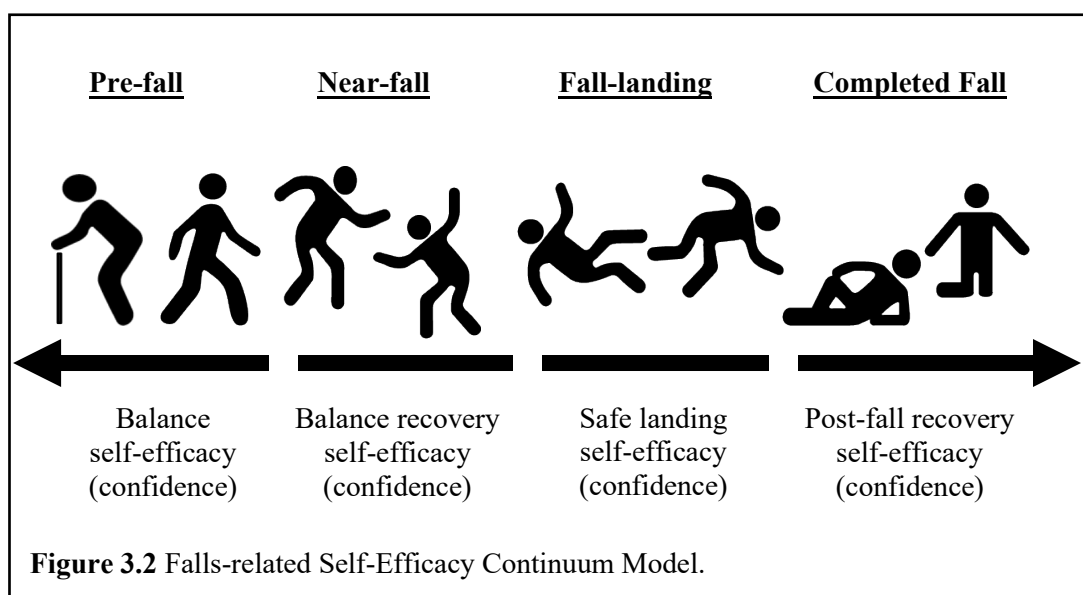 Pre-fall
Near-fall
Fall-landing
Completed Fall
Balance
self-efficacy
(confidence)
Balance recovery
self-efficacy
(confidence)
Safe landing
self-efficacy
(confidence)
Post-fall recovery
self-efficacy
(confidence)
Figure 3.2 Falls-related Self-Efficacy Continuum Model.